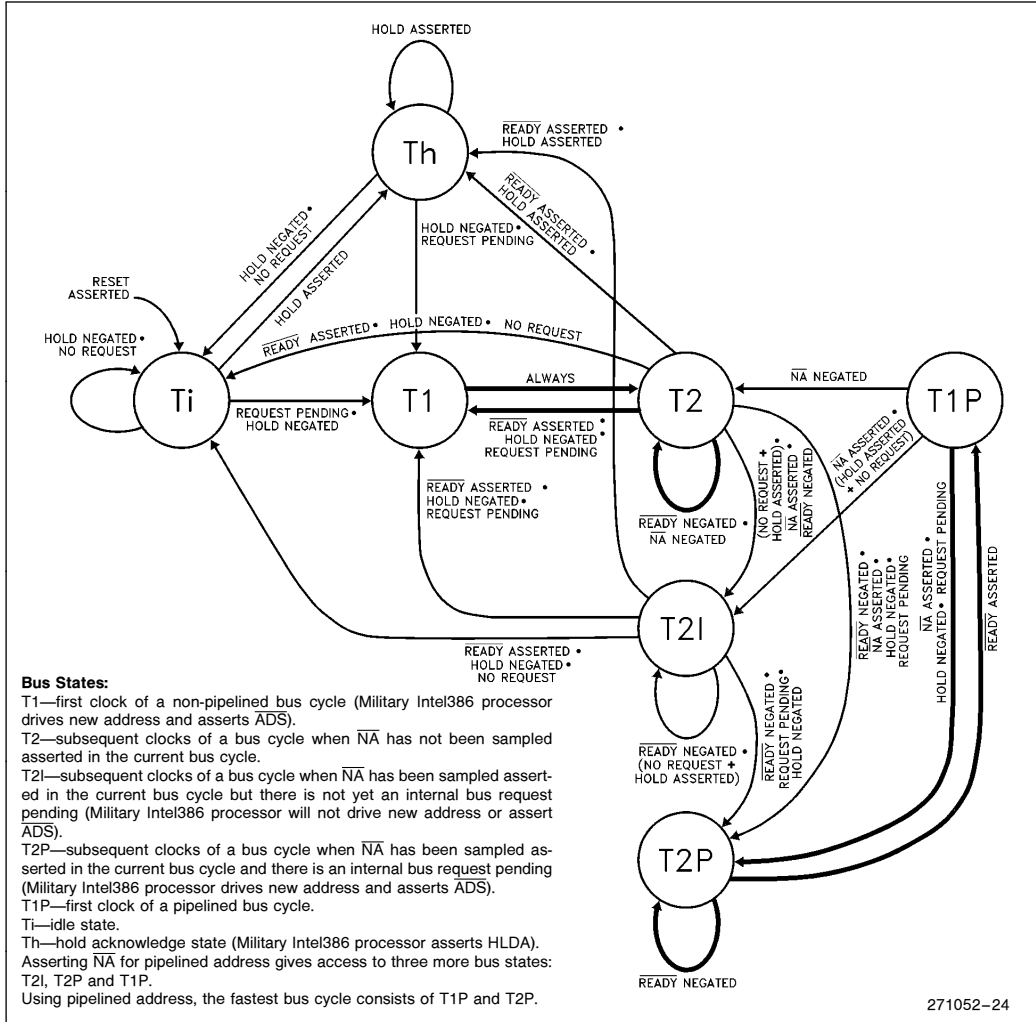 HOLD ASSERTED
Th
READY ASSERTED •
HOLD ASSERTED
READY ASSERTED •
HOLD ASSERTED
HOLD NEGATED •
NO REQUEST
HOLD ASSERTED
HOLD NEGATED •
REQUEST PENDING
RESET
ASSERTED
HOLD NEGATED •
NO REQUEST
READY ASSERTED • HOLD NEGATED • NO REQUEST
Ti
REQUEST PENDING •
HOLD NEGATED
T1
ALWAYS
READY ASSERTED •
HOLD NEGATED •
REQUEST PENDING
T2
NA NEGATED
T1P
READY NEGATED •
NA NEGATED
(NO REQUEST +
HOLD ASSERTED) •
NA ASSERTED •
READY NEGATED
NA ASSERTED •
(HOLD ASSERTED
+ NO REQUEST)
READY ASSERTED •
HOLD NEGATED •
REQUEST PENDING
READY NEGATED •
NA ASSERTED •
HOLD NEGATED •
REQUEST PENDING
NA ASSERTED •
HOLD NEGATED • REQUEST PENDING
READY ASSERTED
T2I
READY ASSERTED •
HOLD NEGATED •
NO REQUEST
READY NEGATED •
(NO REQUEST +
HOLD ASSERTED)
READY NEGATED •
REQUEST PENDING •
HOLD NEGATED
T2P
READY NEGATED
Bus States:
T1—first clock of a non-pipelined bus cycle (Military Intel386 processor
drives new address and asserts ADS).
T2—subsequent clocks of a bus cycle when NA has not been sampled
asserted in the current bus cycle.
T2I—subsequent clocks of a bus cycle when NA has been sampled assert-
ed in the current bus cycle but there is not yet an internal bus request
pending (Military Intel386 processor will not drive new address or assert
ADS).
T2P—subsequent clocks of a bus cycle when NA has been sampled as-
serted in the current bus cycle and there is an internal bus request pending
(Military Intel386 processor drives new address and asserts ADS).
T1P—first clock of a pipelined bus cycle.
Ti—idle state.
Th—hold acknowledge state (Military Intel386 processor asserts HLDA).
Asserting NA for pipelined address gives access to three more bus states:
T2I, T2P and T1P.
Using pipelined address, the fastest bus cycle consists of T1P and T2P.
271052–24